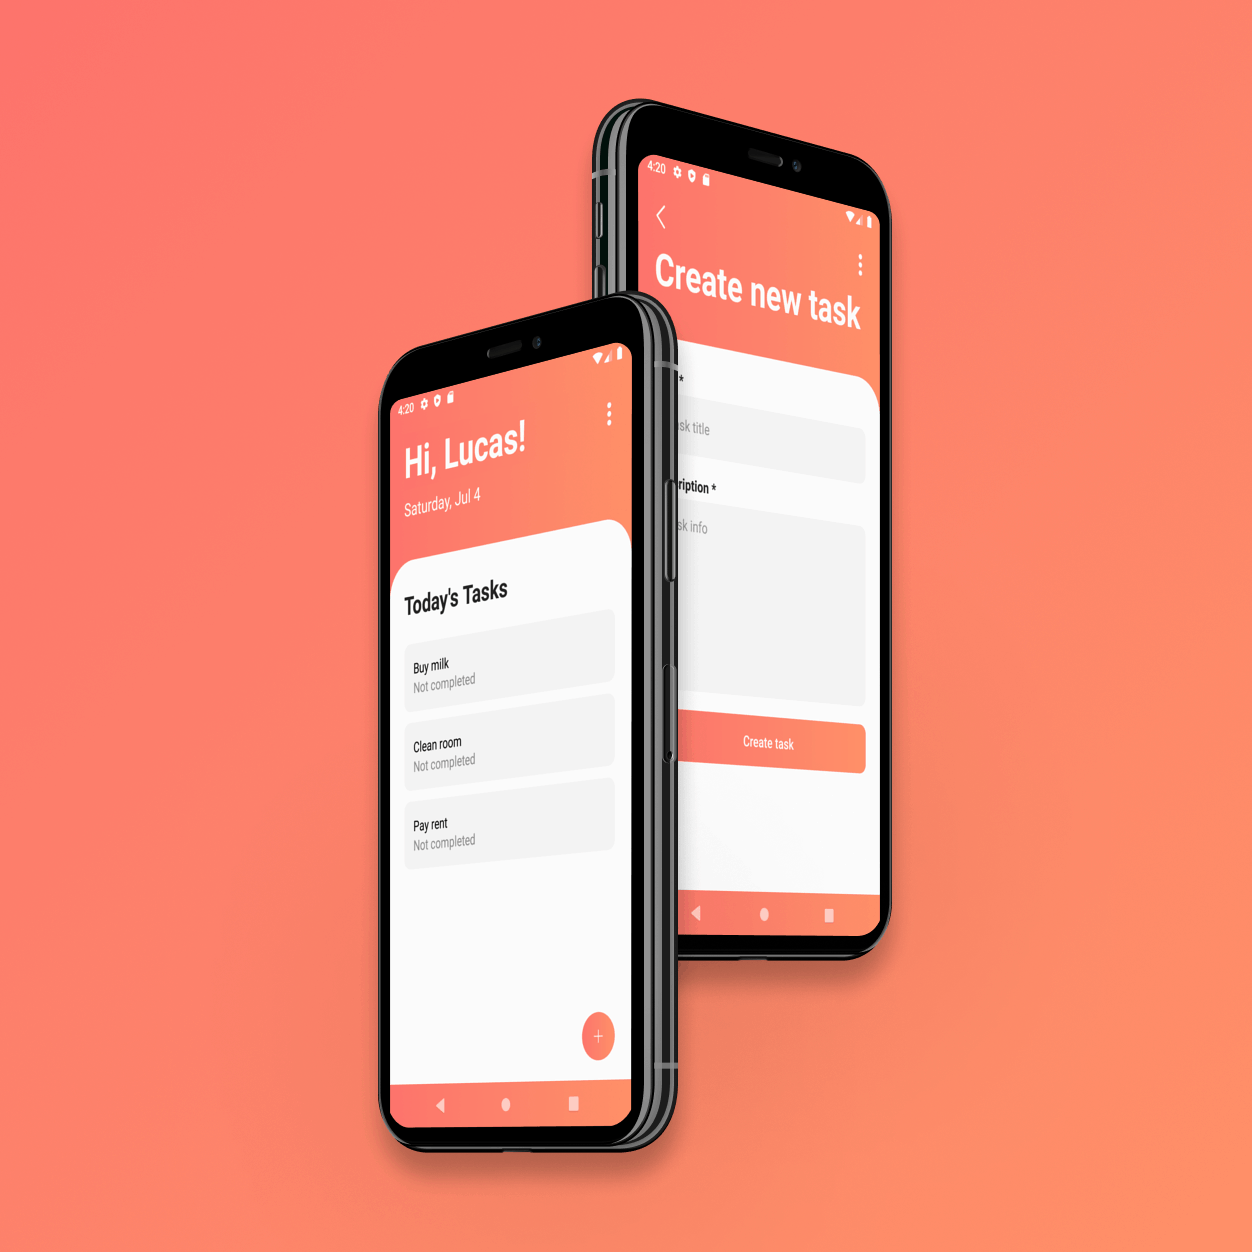 4:20
Hi, Lucas!
Saturday, Jul 4
Today's Tasks
Buy milk
Not completed
Clean room
Not completed
Pay rent
Not completed
+
4:20
Create new task
*
sk title
ription *
sk info
Create task